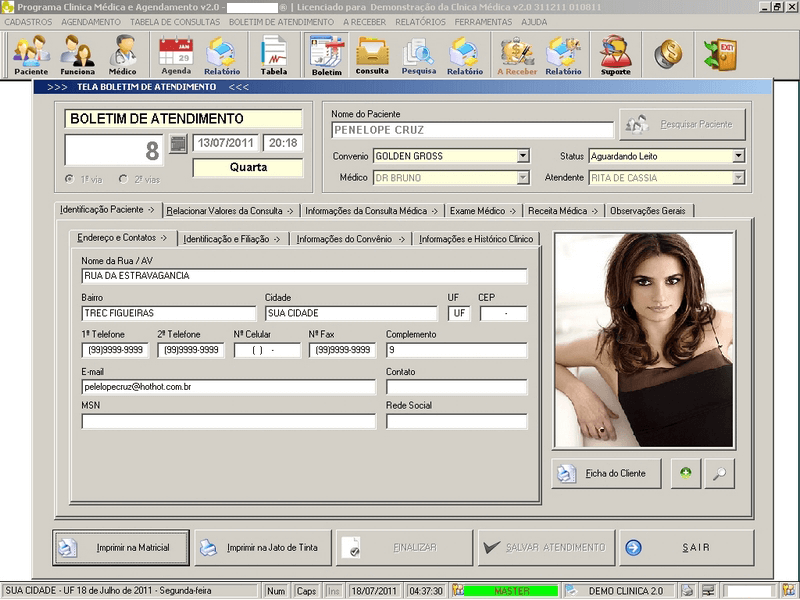 Programa Clinica Médica e Agendamento v2.0 - ® | Licenciado para Demonstração da Clnica Médica v2.0 311211 010811
CADASTROS AGENDAMENTO TABELA DE CONSULTAS BOLETIM DE ATENDIMENTO A RECEBER RELATÓRIOS FERRAMENTAS AJUDA
Paciente Funciona Médico Agenda Relatório Tabela Boletim Consulta Pesquisa Relatório A Receber Relatório Suporte EXIT
>>> TELA BOLETIM DE ATENDIMENTO <<<
BOLETIM DE ATENDIMENTO
8 13/07/2011 20:18
Quarta
1ª via 2ª vias
Nome do Paciente
PENELOPE CRUZ
Pesquisar Paciente
Convenio GOLDEN GROSS Status Aguardando Leito
Médico DR BRUNO Atendente RITA DE CASSIA
Identificação Paciente -> Relacionar Valores da Consulta -> Informações da Consulta Médica -> Exame Médico -> Receita Médica -> Observações Gerais
Endereço e Contatos -> Identificação e Filiação -> Informações do Convênio -> Informações e Histórico Clinico
Nome da Rua / AV
RUA DA ESTRAVAGANCIA
Bairro Cidade UF CEP
TREC FIGUEIRAS SUA CIDADE UF -
1º Telefone 2º Telefone Nº Celular Nº Fax Complemento
(99)9999-9999 (99)9999-9999 ( ) - (99)9999-9999 9
E-mail Contato
pelelopecruz@hothot.com.br
MSN Rede Social
Ficha do Cliente
Imprimir na Matricial Imprimir na Jato de Tinta FINALIZAR SALVAR ATENDIMENTO SAIR
SUA CIDADE - UF 18 de Julho de 2011 - Segunda-feira Num Caps Ins 18/07/2011 04:37:30 MASTER DEMO CLINICA 2.0